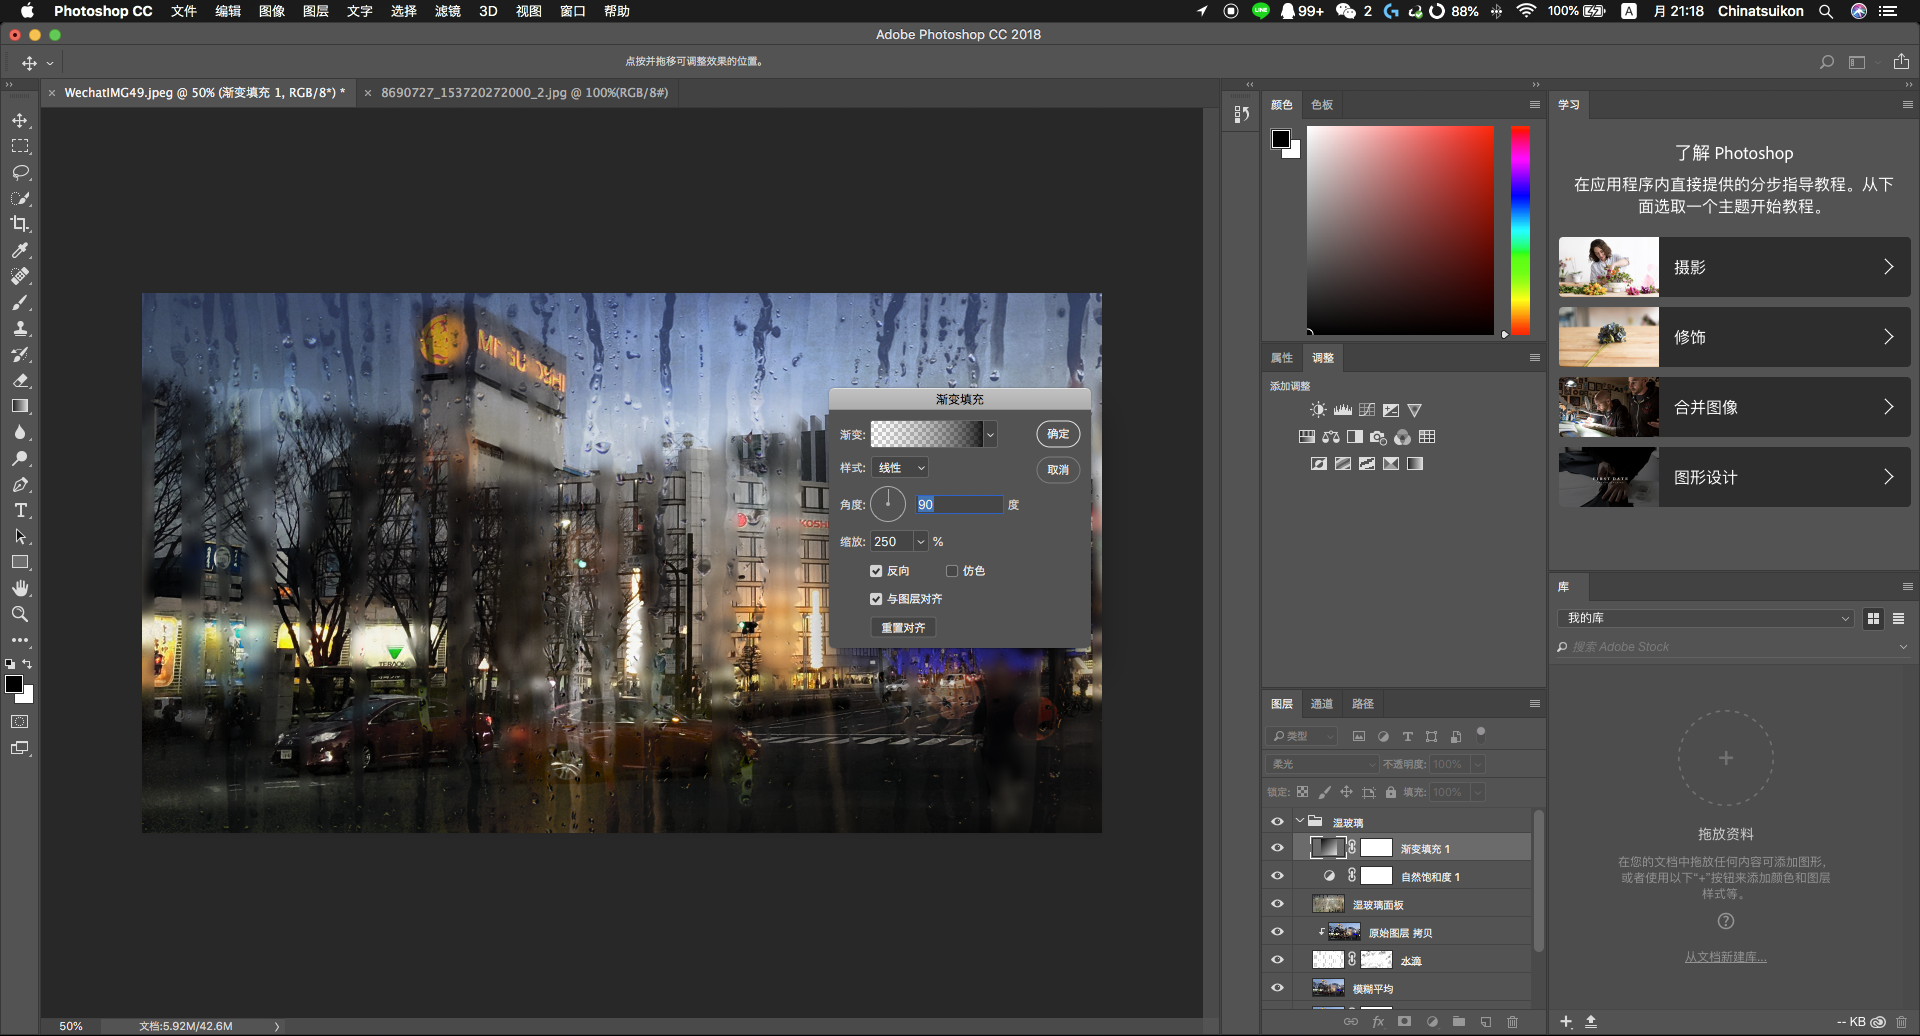 Photoshop CC 文件 编辑 图像 图层 文字 选择 滤镜 3D 视图 窗口 帮助 LINE 99+ 2 88% 100% A 月 21:18 Chinatsuikon
Adobe Photoshop CC 2018
点按并拖移可调整效果的位置。
WechatIMG49.jpeg @ 50% (渐变填充 1, RGB/8*) *
8690727_153720272000_2.jpg @ 100%(RGB/8#)
颜色 色板
学习
了解 Photoshop
在应用程序内直接提供的分步指导教程。从下
面选取一个主题开始教程。
摄影
修饰
合并图像
FIRST DATE
图形设计
属性 调整
添加调整
渐变填充
渐变:
确定
样式: 线性
取消
角度: 90 度
缩放: 250 %
反向 仿色
与图层对齐
重置对齐
KOSHI
库
我的库
搜索 Adobe Stock
图层 通道 路径
类型
柔光 不透明度: 100%
锁定: 填充: 100%
湿玻璃
渐变填充 1
自然饱和度 1
湿玻璃面板
原始图层 拷贝
水滴
模糊平均
fx
拖放资料
在您的文档中拖放任何内容可添加图形,
或者使用以下"+"按钮来添加颜色和图层
样式等。
从文档新建库...
-- KB
50% 文档:5.92M/42.6M